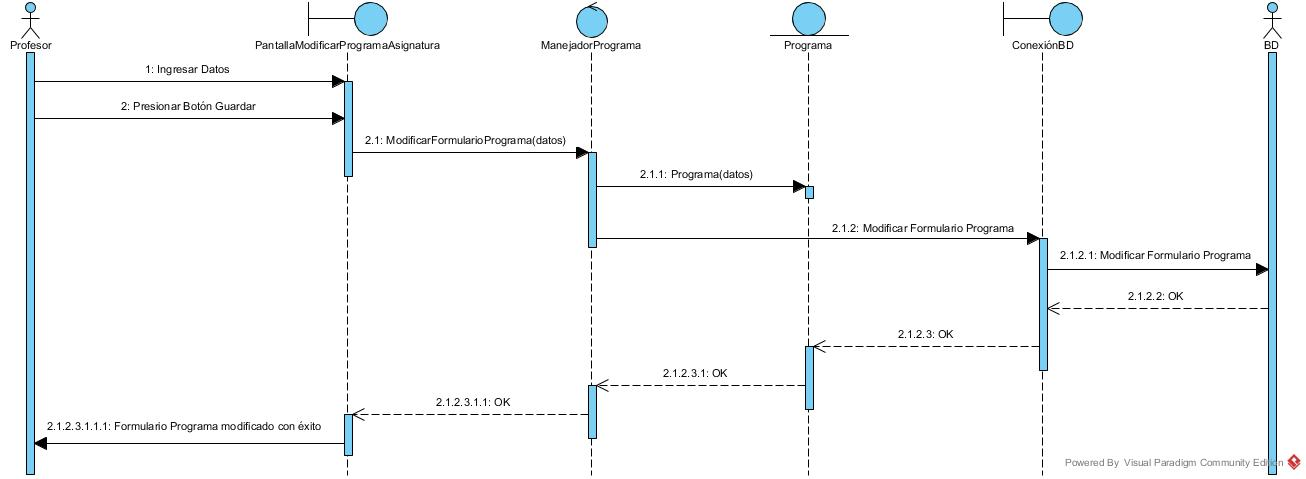 Profesor
PantallaModificarProgramaAsignatura
ManejadorPrograma
Programa
ConexiónBD
BD
1: Ingresar Datos
2: Presionar Botón Guardar
2.1: ModificarFormularioPrograma(datos)
2.1.1: Programa(datos)
2.1.2: Modificar Formulario Programa
2.1.2.1: Modificar Formulario Programa
2.1.2.2: OK
2.1.2.3: OK
2.1.2.3.1: OK
2.1.2.3.1.1: OK
2.1.2.3.1.1.1: Formulario Programa modificado con éxito
Powered By Visual Paradigm Community Edition